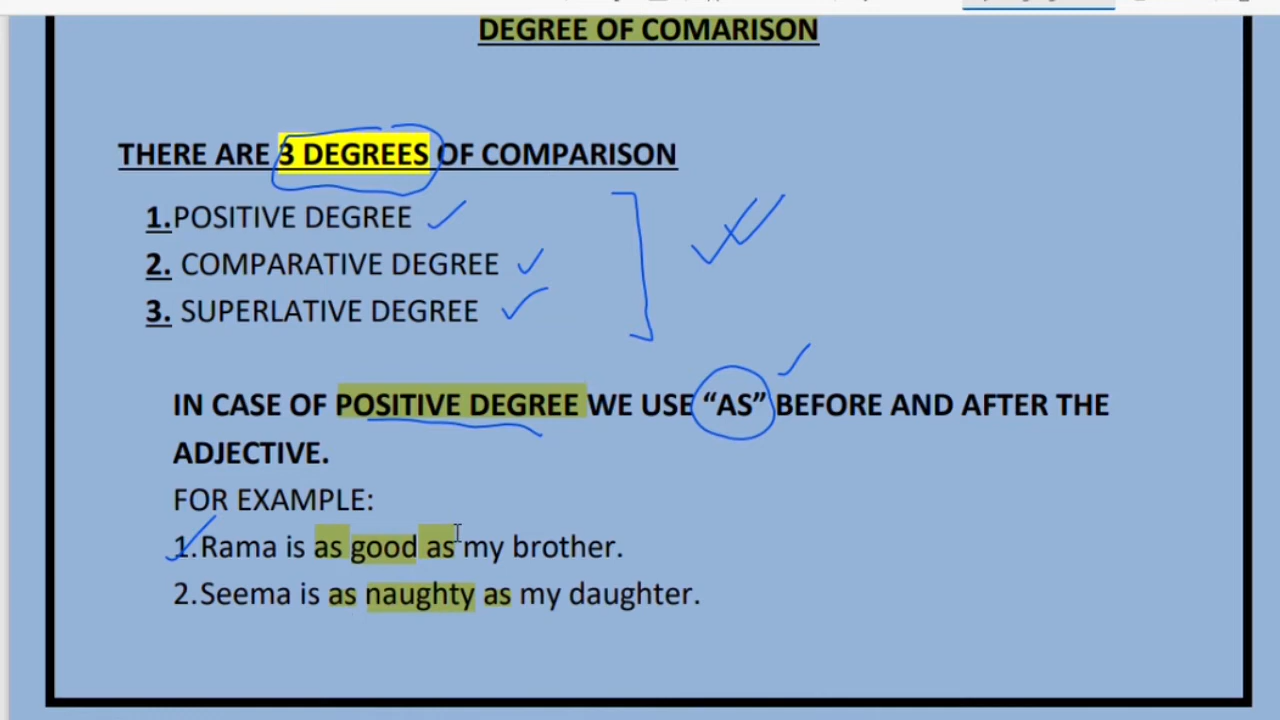 DEGREE OF COMARISON
THERE ARE 3 DEGREES OF COMPARISON
1.POSITIVE DEGREE
2. COMPARATIVE DEGREE
3. SUPERLATIVE DEGREE
IN CASE OF POSITIVE DEGREE WE USE “AS” BEFORE AND AFTER THE
ADJECTIVE.
FOR EXAMPLE:
1.Rama is as good as my brother.
2.Seema is as naughty as my daughter.